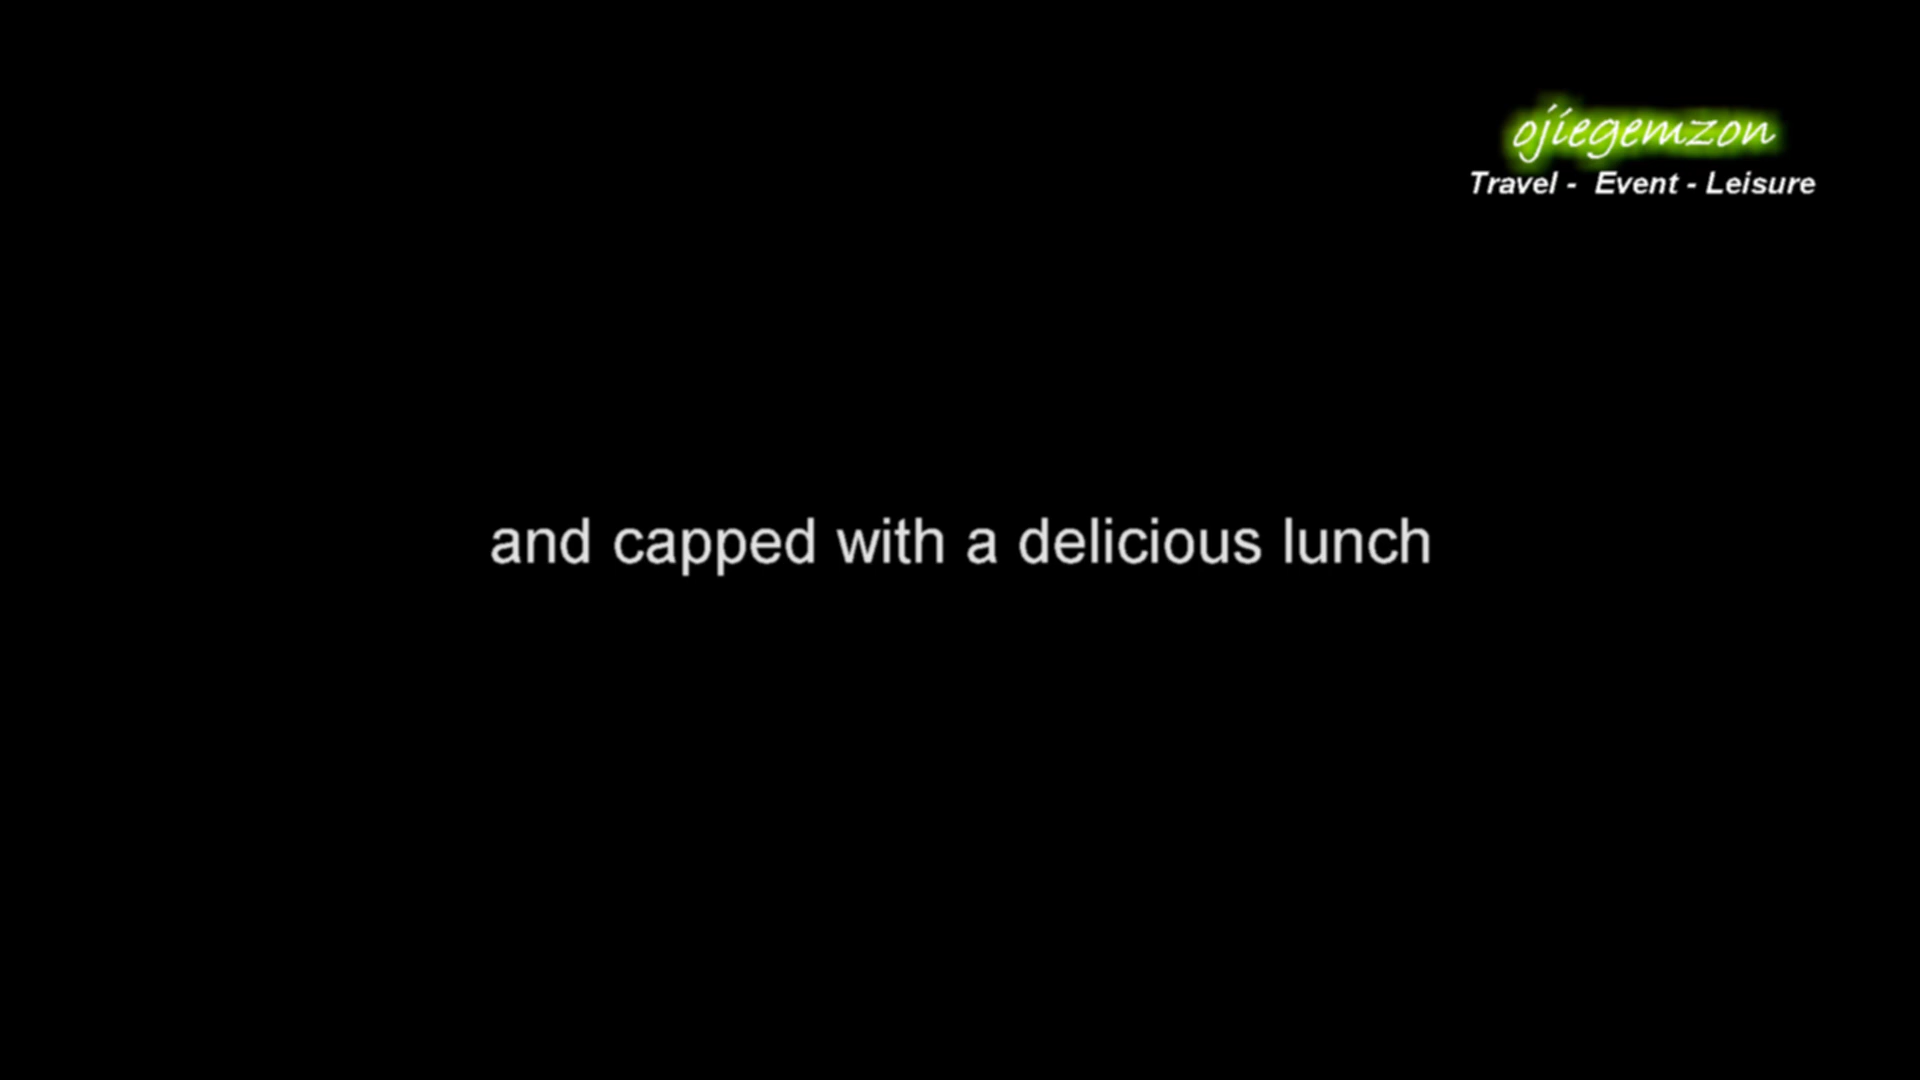 ojiegemzon
Travel - Event - Leisure
and capped with a delicious lunch